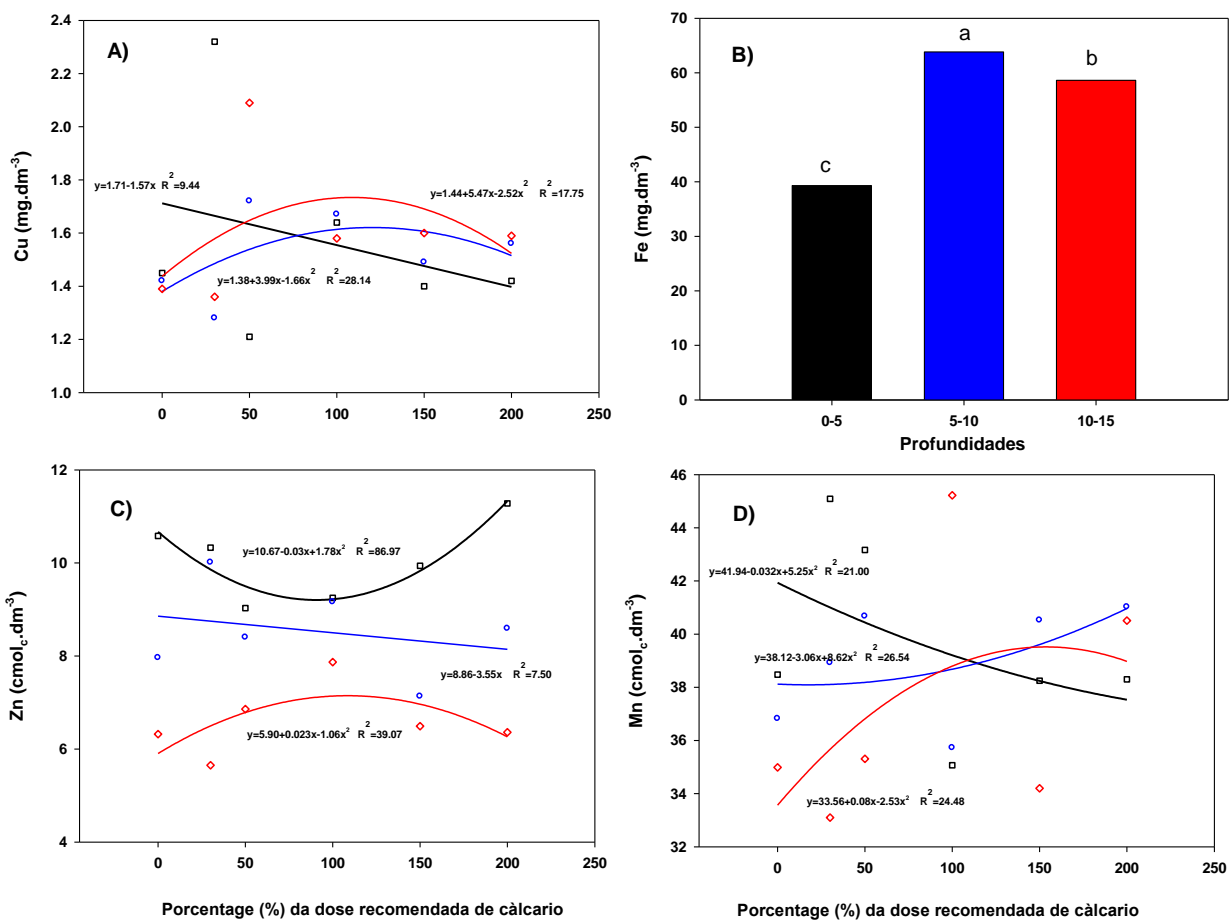 A)
Cu (mg.dm-3)
2.4
2.2
2.0
1.8
1.6
1.4
1.2
1.0
y=1.71-1.57x R2=9.44
y=1.44+5.47x-2.52x2 R2=17.75
y=1.38+3.99x-1.66x2 R2=28.14
0 50 100 150 200 250
B)
Fe (mg.dm-3)
70
60
50
40
30
20
10
0
c a b
0-5 5-10 10-15
Profundidades
C)
Zn (cmolc.dm-3)
12
10
8
6
4
y=10.67-0.03x+1.78x2 R2=86.97
y=8.86-3.55x R2=7.50
y=5.90+0.023x-1.06x2 R2=39.07
0 50 100 150 200 250
Porcentage (%) da dose recomendada de càlcario
D)
Mn (cmolc.dm-3)
46
44
42
40
38
36
34
32
y=41.94-0.032x+5.25x2 R2=21.00
y=38.12-3.06x+8.62x2 R2=26.54
y=33.56+0.08x-2.53x2 R2=24.48
0 50 100 150 200 250
Porcentage (%) da dose recomendada de càlcario